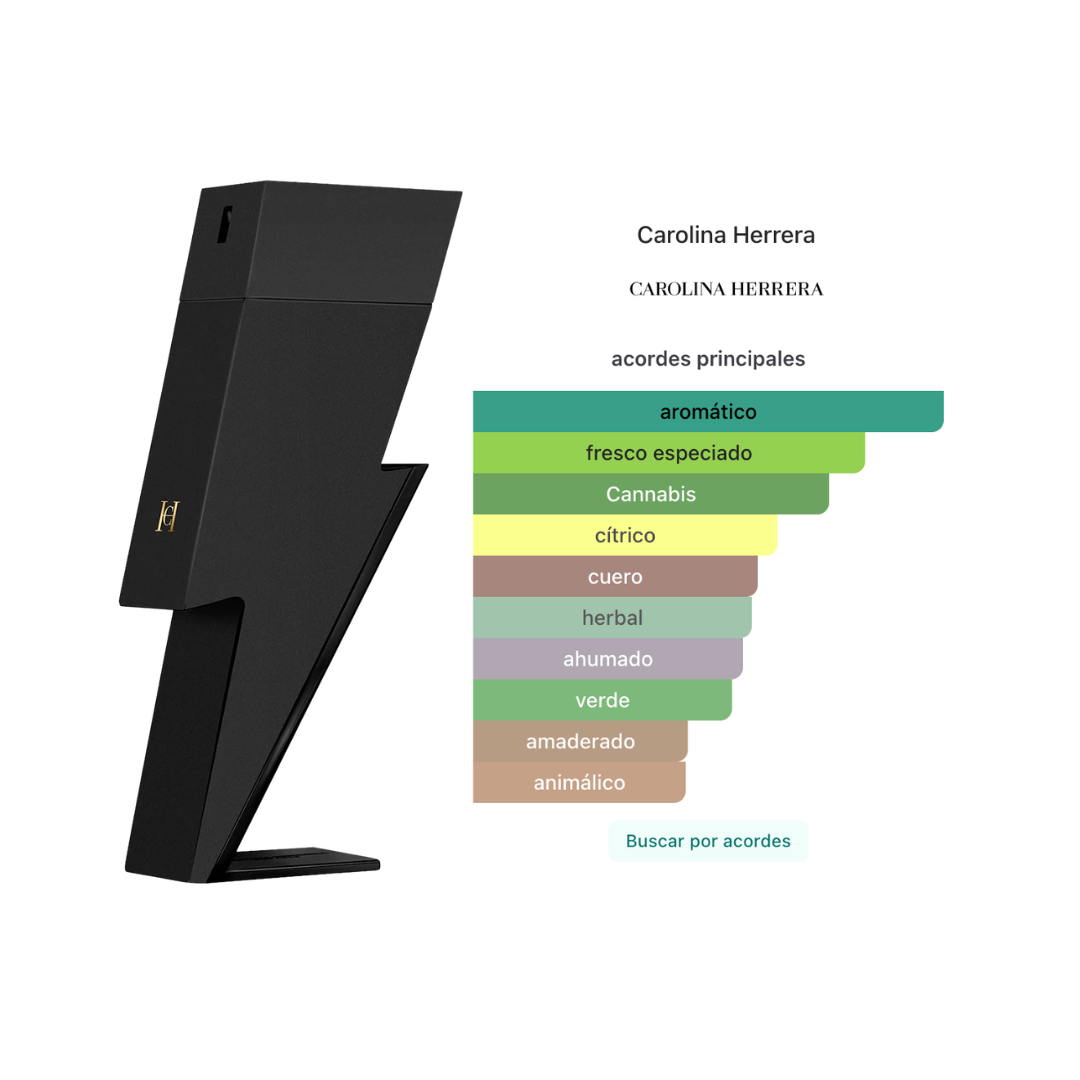 CH
Carolina Herrera
CAROLINA HERRERA
acordes principales
aromático
fresco especiado
Cannabis
cítrico
cuero
herbal
ahumado
verde
amaderado
animálico
Buscar por acordes